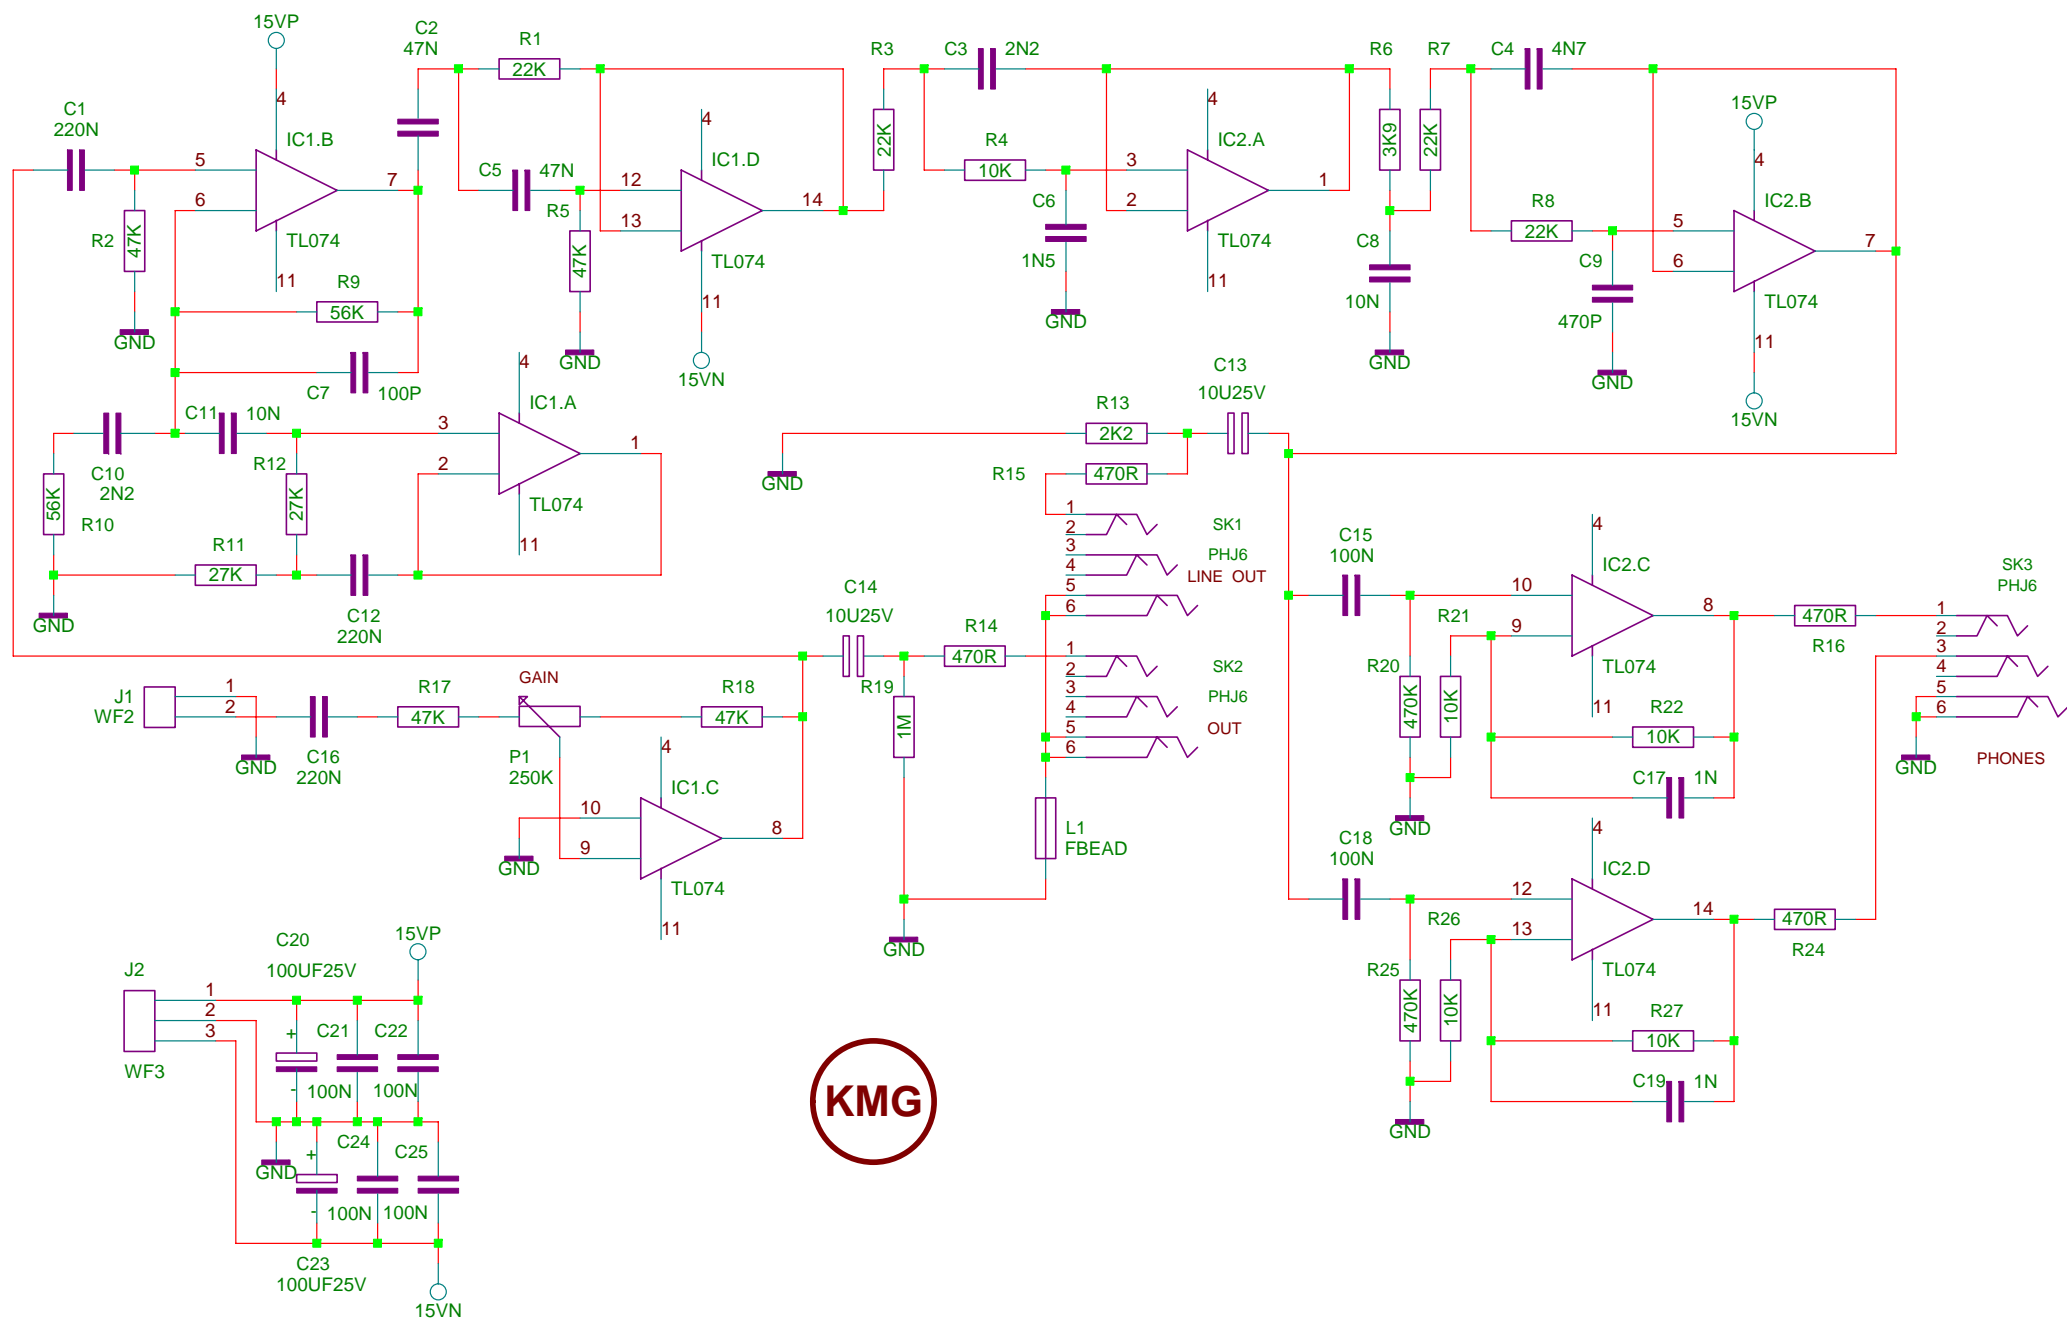 15VP
4
C1
220N
5
6
R2
47K
GND
IC1.B
7
TL074
11
R9
56K
C7
100P
C2
47N
R1
22K
C5
47N
R5
47K
GND
12
13
4
IC1.D
14
TL074
11
15VN
R3
22K
C3
2N2
R4
10K
C6
1N5
GND
3
2
4
IC2.A
1
TL074
11
R6
3K9
R7
22K
C8
10N
GND
C4
4N7
R8
22K
C9
470P
GND
15VP
4
IC2.B
5
6
7
TL074
11
15VN
C10
2N2
C11
10N
R12
27K
56K
R10
R11
27K
C12
220N
GND
4
IC1.A
3
2
1
TL074
11
C13
10U25V
R13
2K2
R15
470R
GND
1
2
3
4
5
6
SK1
PHJ6
LINE OUT
C14
10U25V
R14
470R
R19
1M
1
2
3
4
5
6
SK2
PHJ6
OUT
L1
FBEAD
GND
J1
WF2
1
2
GND
C16
220N
R17
47K
GAIN
P1
250K
R18
47K
4
IC1.C
10
9
8
TL074
11
GND
C15
100N
R20
470K
R21
10K
GND
4
IC2.C
10
9
8
TL074
11
R22
10K
C17
1N
470R
R16
SK3
PHJ6
1
2
3
4
5
6
GND
PHONES
C18
100N
R25
470K
R26
10K
GND
4
IC2.D
12
13
14
TL074
11
R27
10K
C19
1N
470R
R24
J2
WF3
1
2
3
C20
100UF25V
15VP
+
-
C21
100N
C22
100N
GND
+
-
C24
100N
C25
100N
C23
100UF25V
15VN
KMG